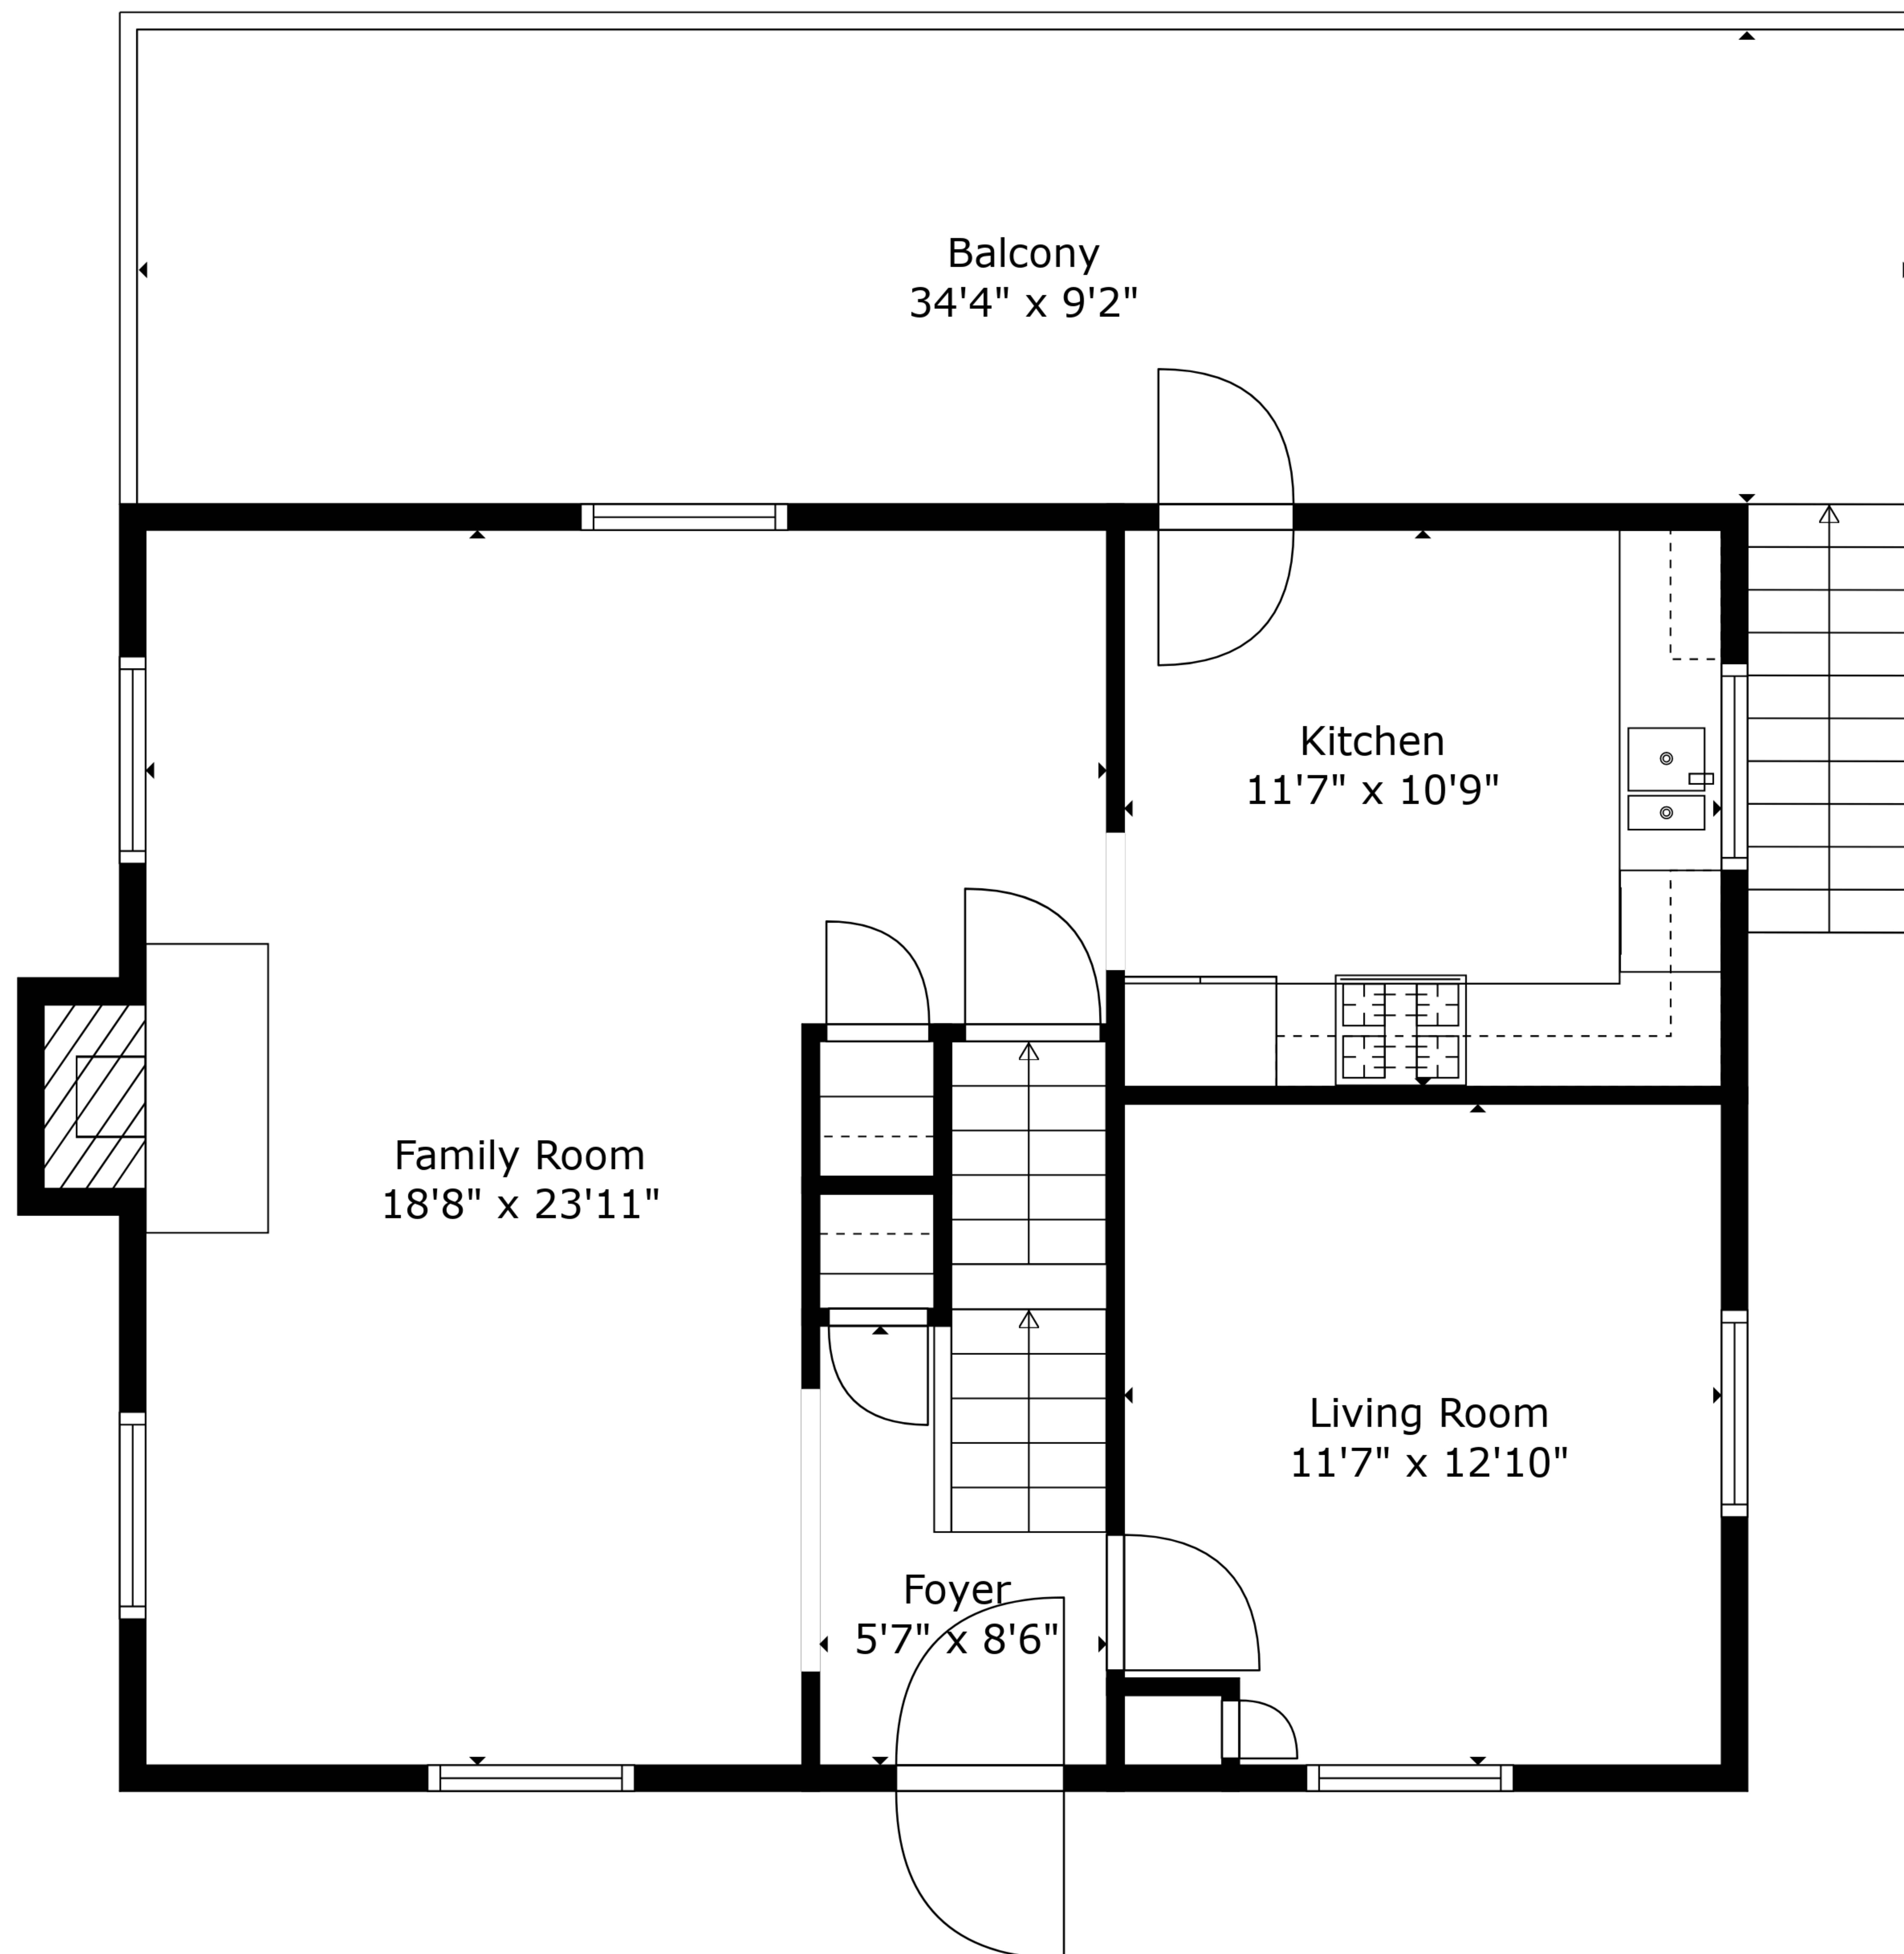 Balcony
34'4" x 9'2"
Kitchen
11'7" x 10'9"
Family Room
18'8" x 23'11"
Living Room
11'7" x 12'10"
Foyer
5'7" x 8'6"